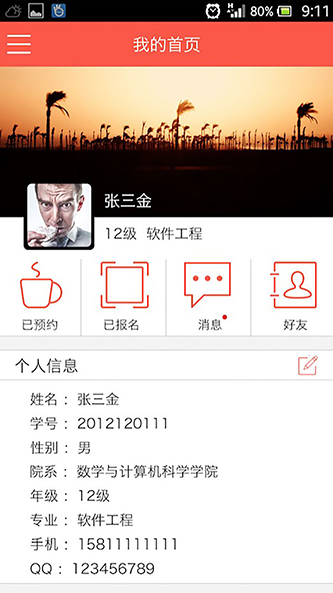 80% 9:11
我的首页
张三金
12级 软件工程
已预约 已报名 消息 好友
个人信息
姓名：张三金
学号：2012120111
性别：男
院系：数学与计算机科学学院
年级：12级
专业：软件工程
手机：15811111111
QQ：123456789